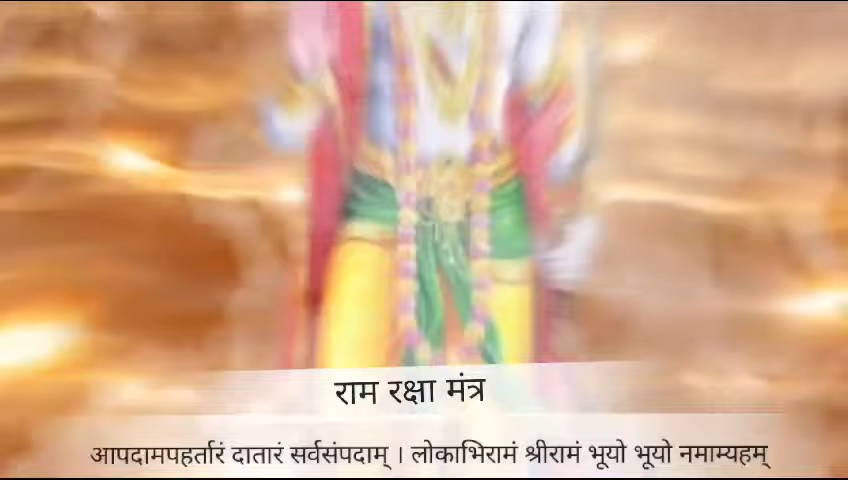 राम रक्षा मंत्र
आपदामपहर्तारं दातारं सर्वसंपदाम् । लोकाभिरामं श्रीरामं भूयो भूयो नमाम्यहम्